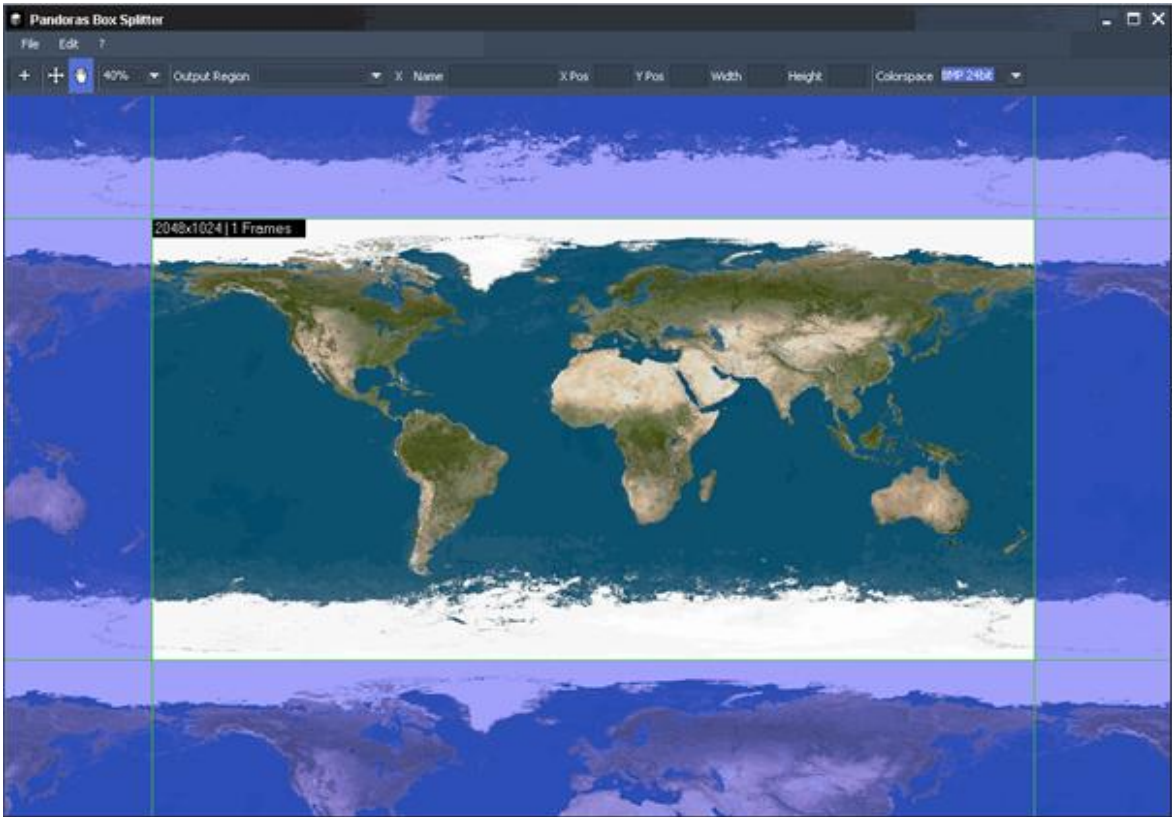 Pandoras Box Splitter
File Edit ?
40% Output Region X Name X Pos Y Pos Width Height Colorspace BMP 24bit
2048x1024|1 Frames